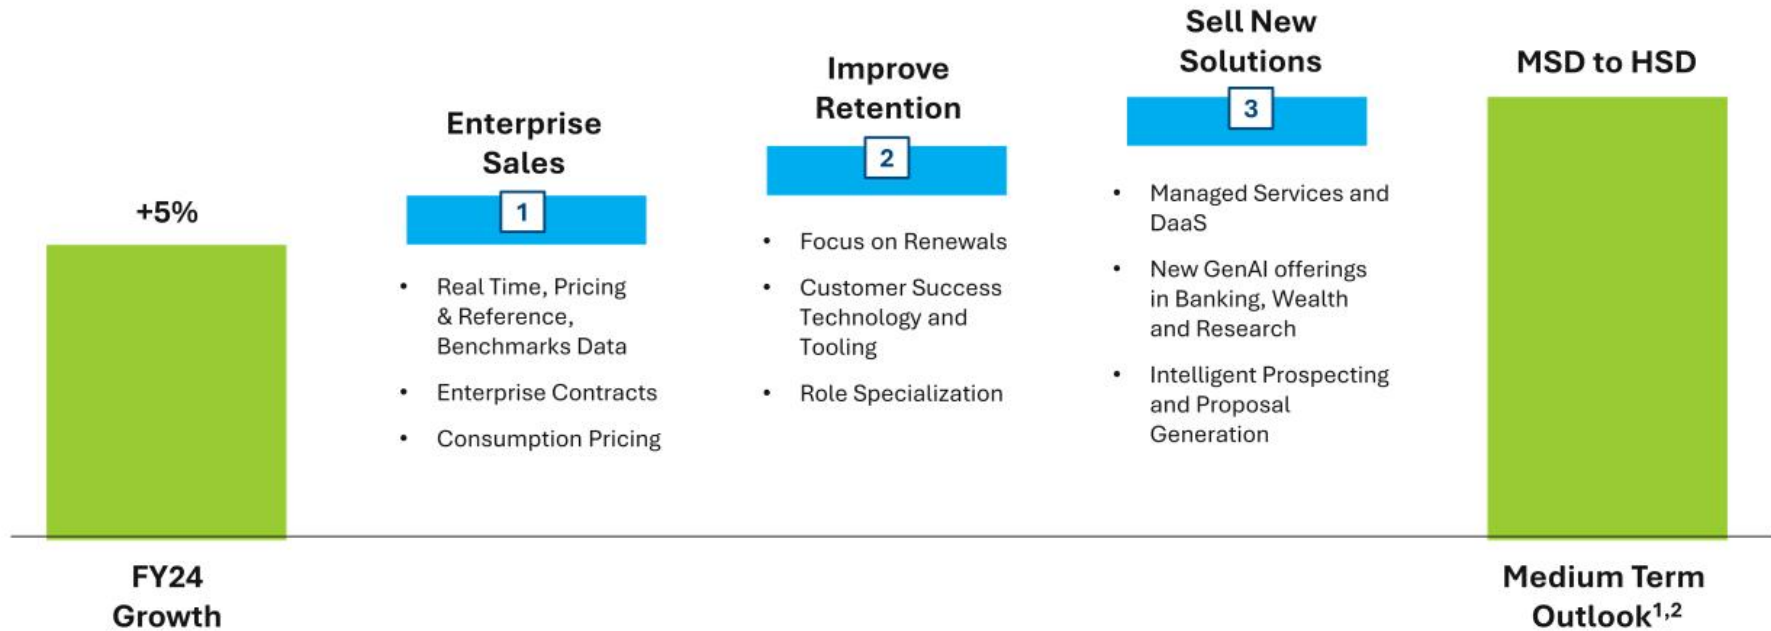 +5%
FY24
Growth
Enterprise
Sales
1
• Real Time, Pricing
& Reference,
Benchmarks Data
• Enterprise Contracts
• Consumption Pricing
Improve
Retention
2
• Focus on Renewals
• Customer Success
Technology and
Tooling
• Role Specialization
Sell New
Solutions
3
• Managed Services and
DaaS
• New GenAI offerings
in Banking, Wealth
and Research
• Intelligent Prospecting
and Proposal
Generation
MSD to HSD
Medium Term
Outlook¹,²